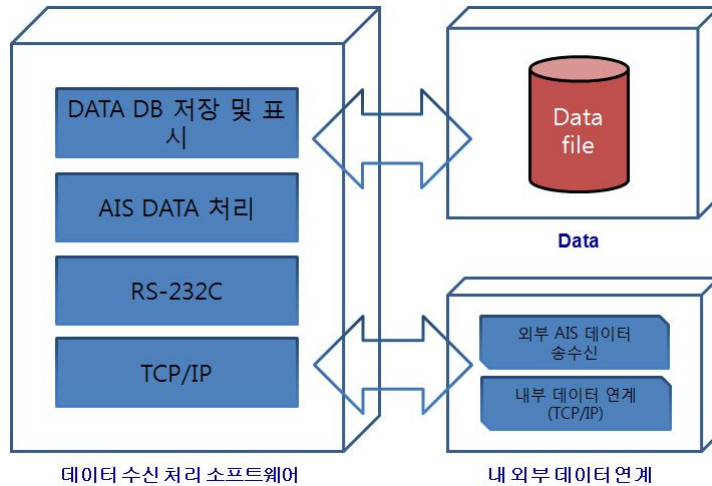 DATA DB 저장 및 표
시
AIS DATA 처리
RS-232C
TCP/IP
데이터 수신 처리 소프트웨어
Data
file
Data
외부 AIS 데이터
송수신
내부 데이터 연계
(TCP/IP)
내 외부 데이터 연계